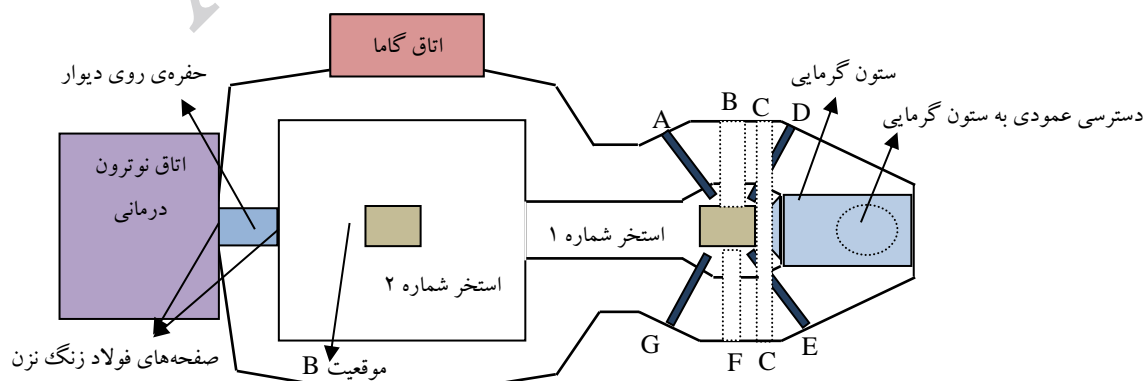 اتاق گاما
حفره‌ی روی دیوار
ستون گرمایی
دسترسی عمودی به ستون گرمایی
A
B
C
D
اتاق نوترون
درمانی
استخر شماره ۱
استخر شماره ۲
صفحه‌های فولاد زنگ نزن
موقعیت B
G
F
C
E